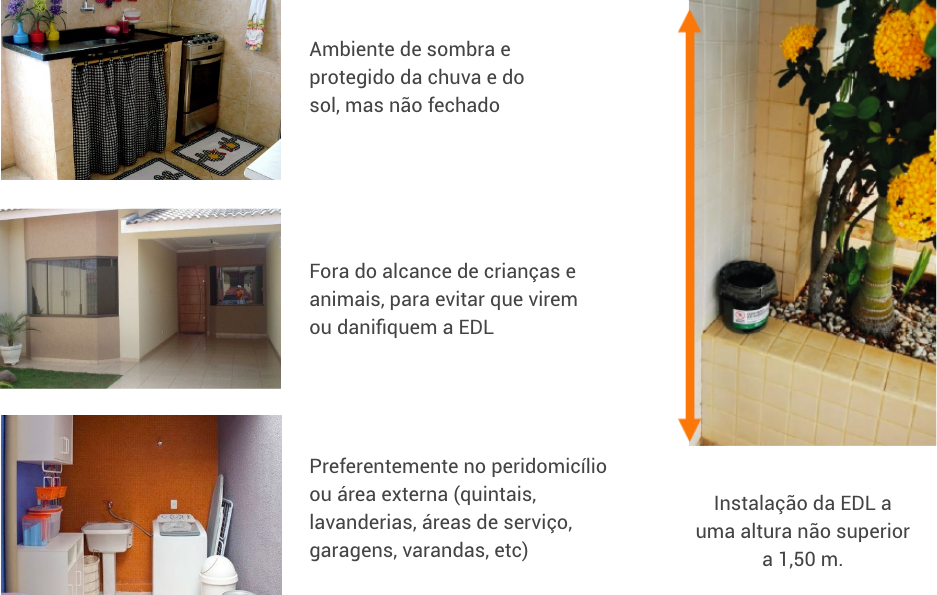 Ambiente de sombra e
protegido da chuva e do
sol, mas não fechado
Fora do alcance de crianças e
animais, para evitar que virem
ou danifiquem a EDL
Preferentemente no peridomicílio
ou área externa (quintais,
lavanderias, áreas de serviço,
garagens, varandas, etc)
Instalação da EDL a
uma altura não superior
a 1,50 m.